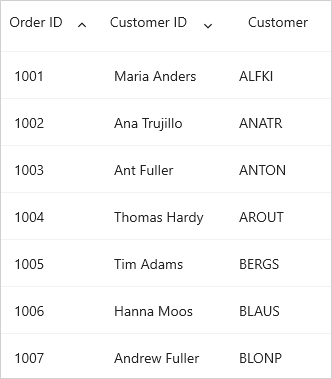 Order ID Customer ID Customer
1001 Maria Anders ALFKI
1002 Ana Trujillo ANATR
1003 Ant Fuller ANTON
1004 Thomas Hardy AROUT
1005 Tim Adams BERGS
1006 Hanna Moos BLAUS
1007 Andrew Fuller BLONP